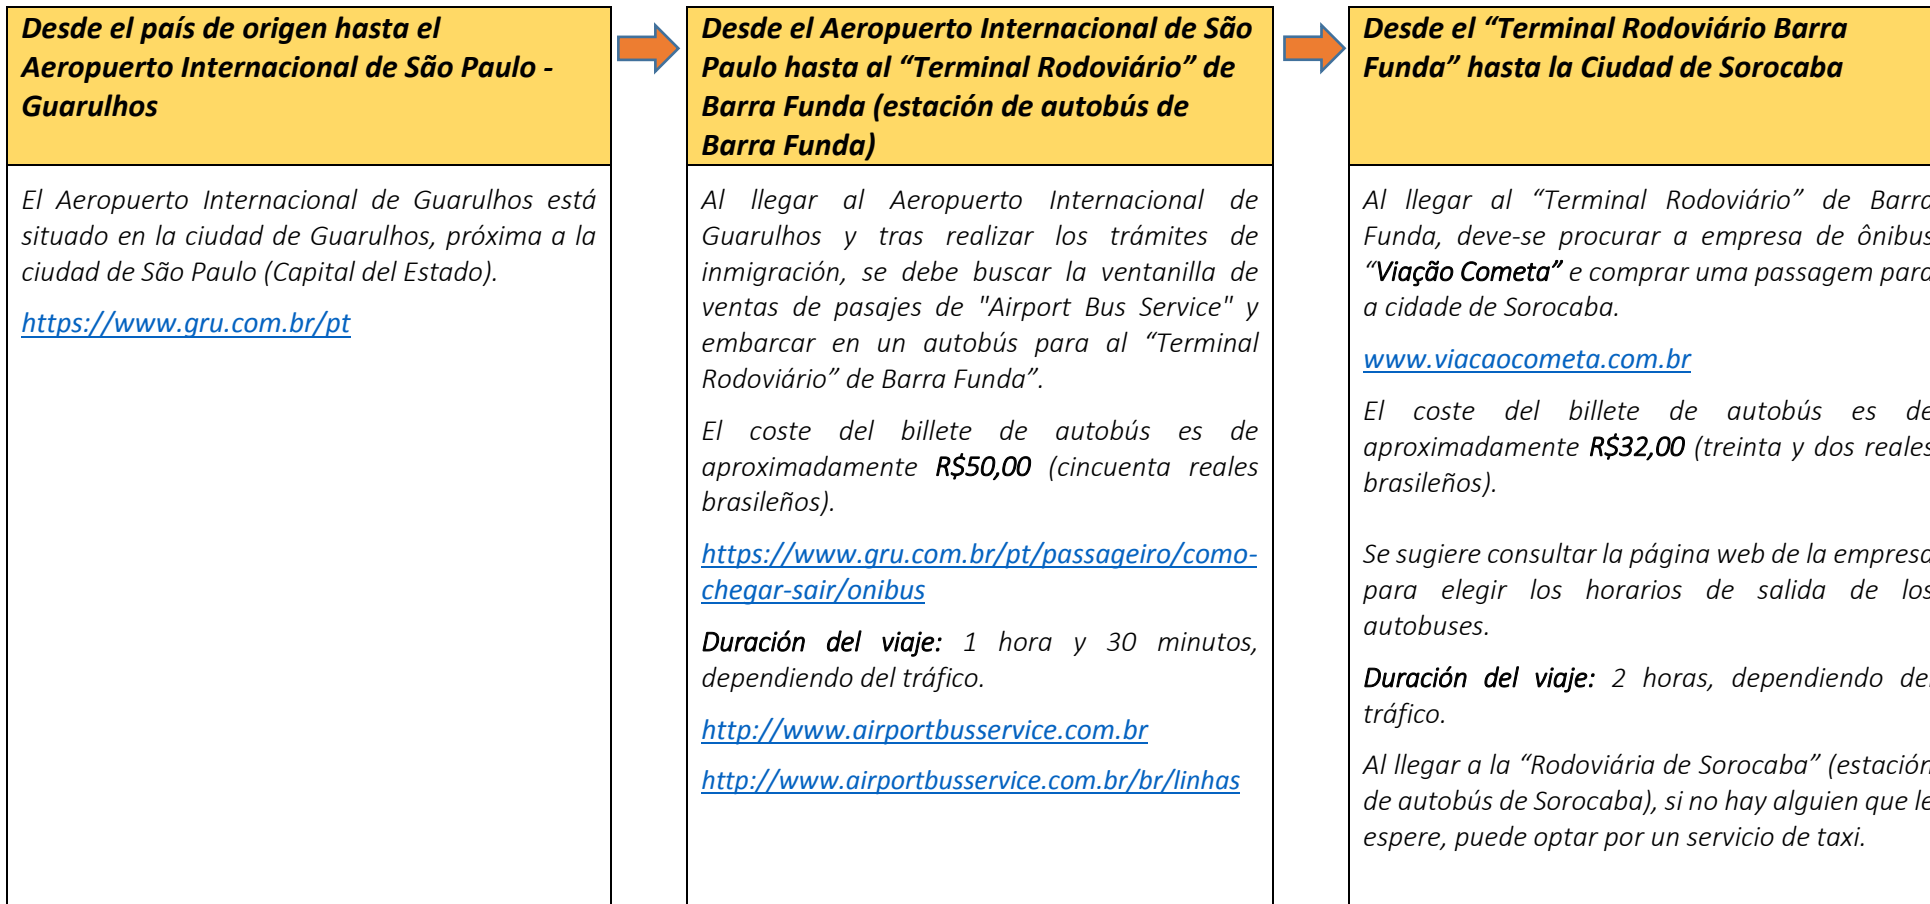 Desde el país de origen hasta el
Aeropuerto Internacional de São Paulo -
Guarulhos
El Aeropuerto Internacional de Guarulhos está
situado en la ciudad de Guarulhos, próxima a la
ciudad de São Paulo (Capital del Estado).
https://www.gru.com.br/pt
Desde el Aeropuerto Internacional de São
Paulo hasta al “Terminal Rodoviário” de
Barra Funda (estación de autobús de
Barra Funda)
Al llegar al Aeropuerto Internacional de
Guarulhos y tras realizar los trámites de
inmigración, se debe buscar la ventanilla de
ventas de pasajes de "Airport Bus Service" y
embarcar en un autobús para al “Terminal
Rodoviário” de Barra Funda”.
El coste del billete de autobús es de
aproximadamente R$50,00 (cincuenta reales
brasileños).
https://www.gru.com.br/pt/passageiro/como-
chegar-sair/onibus
Duración del viaje: 1 hora y 30 minutos,
dependiendo del tráfico.
http://www.airportbusservice.com.br
http://www.airportbusservice.com.br/br/linhas
Desde el “Terminal Rodoviário Barra
Funda” hasta la Ciudad de Sorocaba
Al llegar al “Terminal Rodoviário” de Barra
Funda, deve-se procurar a empresa de ônibus
“Viação Cometa” e comprar uma passagem para
a cidade de Sorocaba.
www.viacaocometa.com.br
El coste del billete de autobús es de
aproximadamente R$32,00 (treinta y dos reales
brasileños).
Se sugiere consultar la página web de la empresa
para elegir los horarios de salida de los
autobuses.
Duración del viaje: 2 horas, dependiendo del
tráfico.
Al llegar a la “Rodoviária de Sorocaba” (estación
de autobús de Sorocaba), si no hay alguien que le
espere, puede optar por un servicio de taxi.